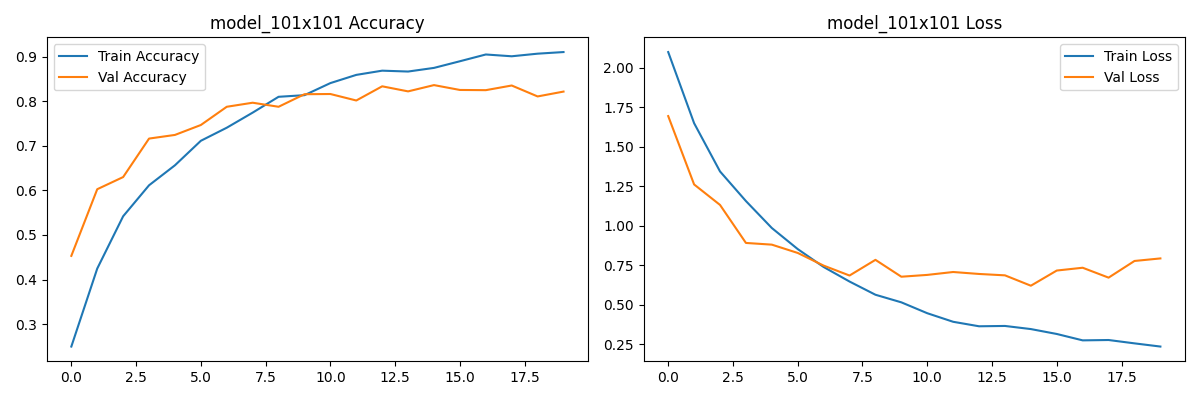 model_101x101 Accuracy
Train Accuracy
Val Accuracy
0.9
0.8
0.7
0.6
0.5
0.4
0.3
0.0 2.5 5.0 7.5 10.0 12.5 15.0 17.5
model_101x101 Loss
Train Loss
Val Loss
2.00
1.75
1.50
1.25
1.00
0.75
0.50
0.25
0.0 2.5 5.0 7.5 10.0 12.5 15.0 17.5